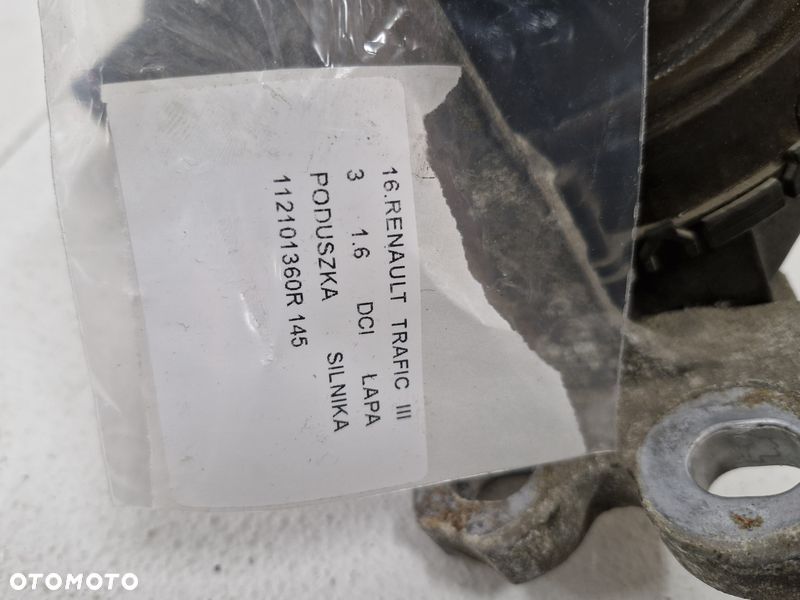 16.RENAULT TRAFIC III
3 1.6 DCI ŁAPA
PODUSZKA SILNIKA
112101360R 145
OTOMOTO